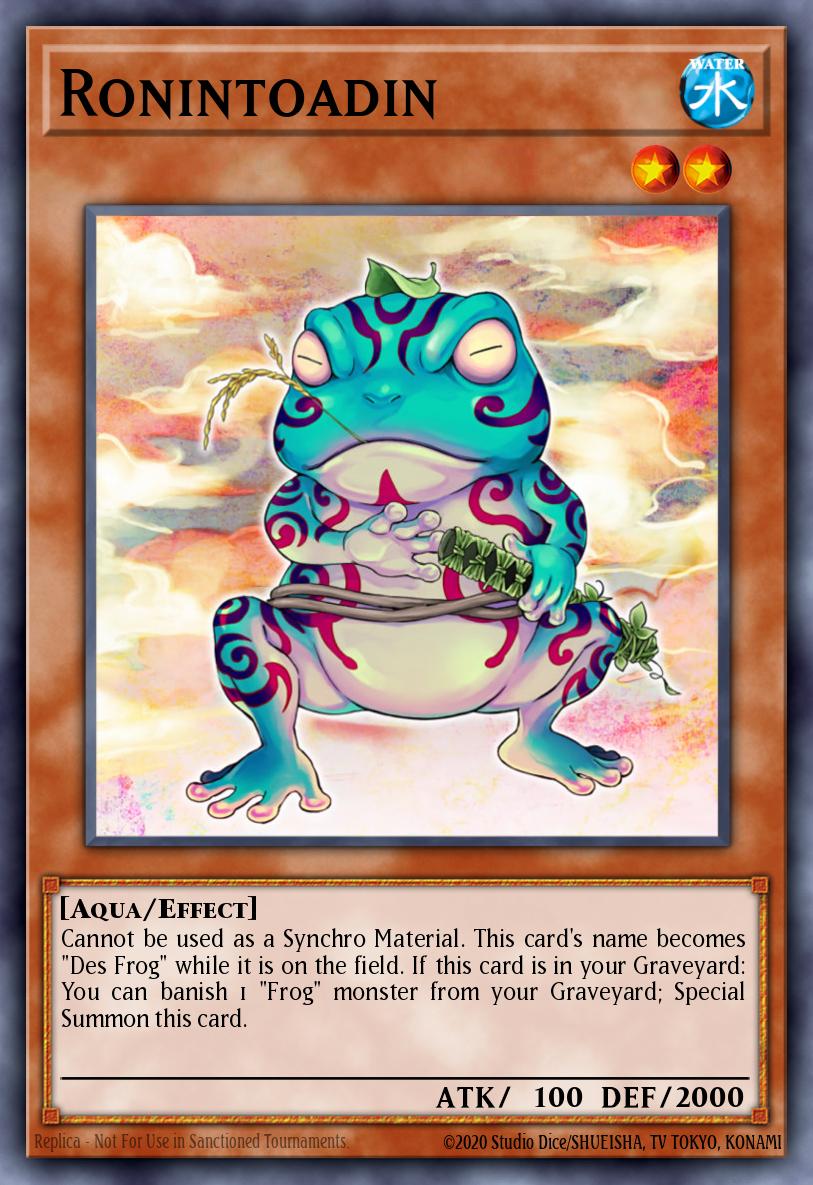 Ronintoadin
WATER
水
[Aqua/Effect]
Cannot be used as a Synchro Material. This card's name becomes
"Des Frog" while it is on the field. If this card is in your Graveyard:
You can banish 1 "Frog" monster from your Graveyard; Special
Summon this card.
ATK/ 100 DEF/2000
Replica - Not For Use in Sanctioned Tournaments.
©2020 Studio Dice/SHUEISHA, TV TOKYO, KONAMI